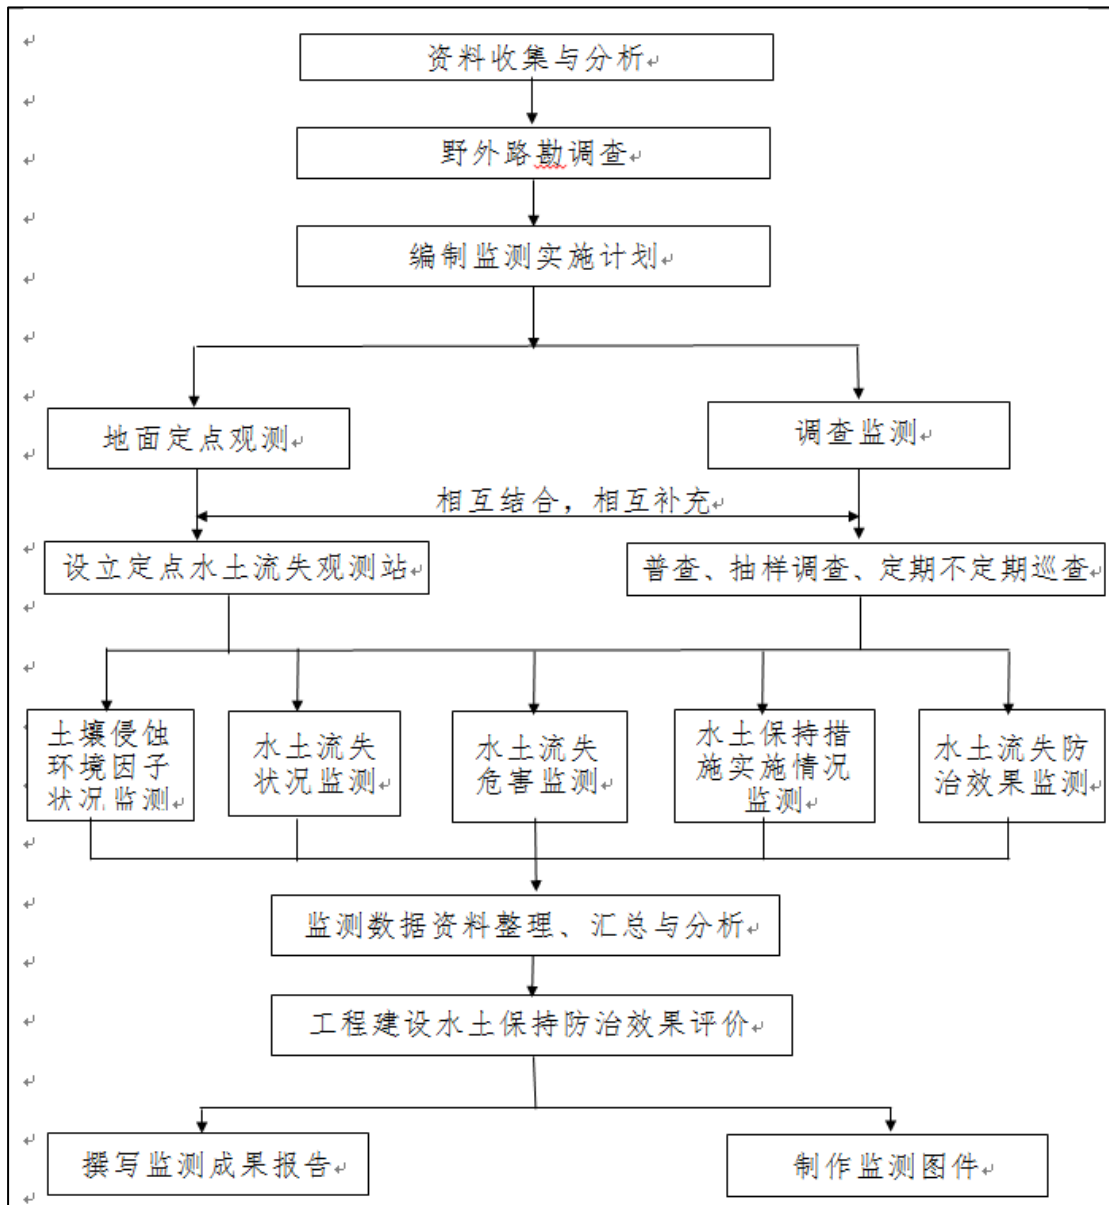 资料收集与分析
野外路勘调查
编制监测实施计划
地面定点观测
调查监测
相互结合，相互补充
设立定点水土流失观测站
普查、抽样调查、定期不定期巡查
土壤侵蚀
环境因子
状况监测
水土流失
状况监测
水土流失
危害监测
水土保持措
施实施情况
监测
水土流失防
治效果监测
监测数据资料整理、汇总与分析
工程建设水土保持防治效果评价
撰写监测成果报告
制作监测图件